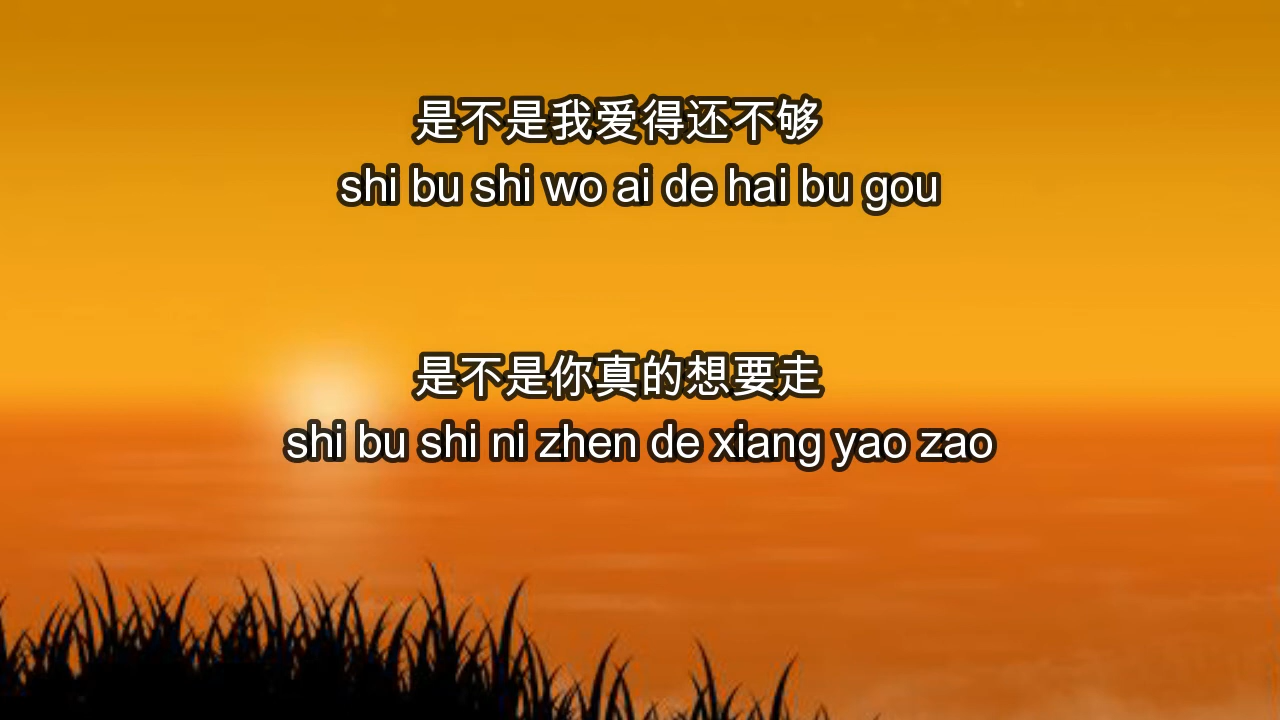 是不是我爱得还不够
shi bu shi wo ai de hai bu gou
是不是你真的想要走
shi bu shi ni zhen de xiang yao zao